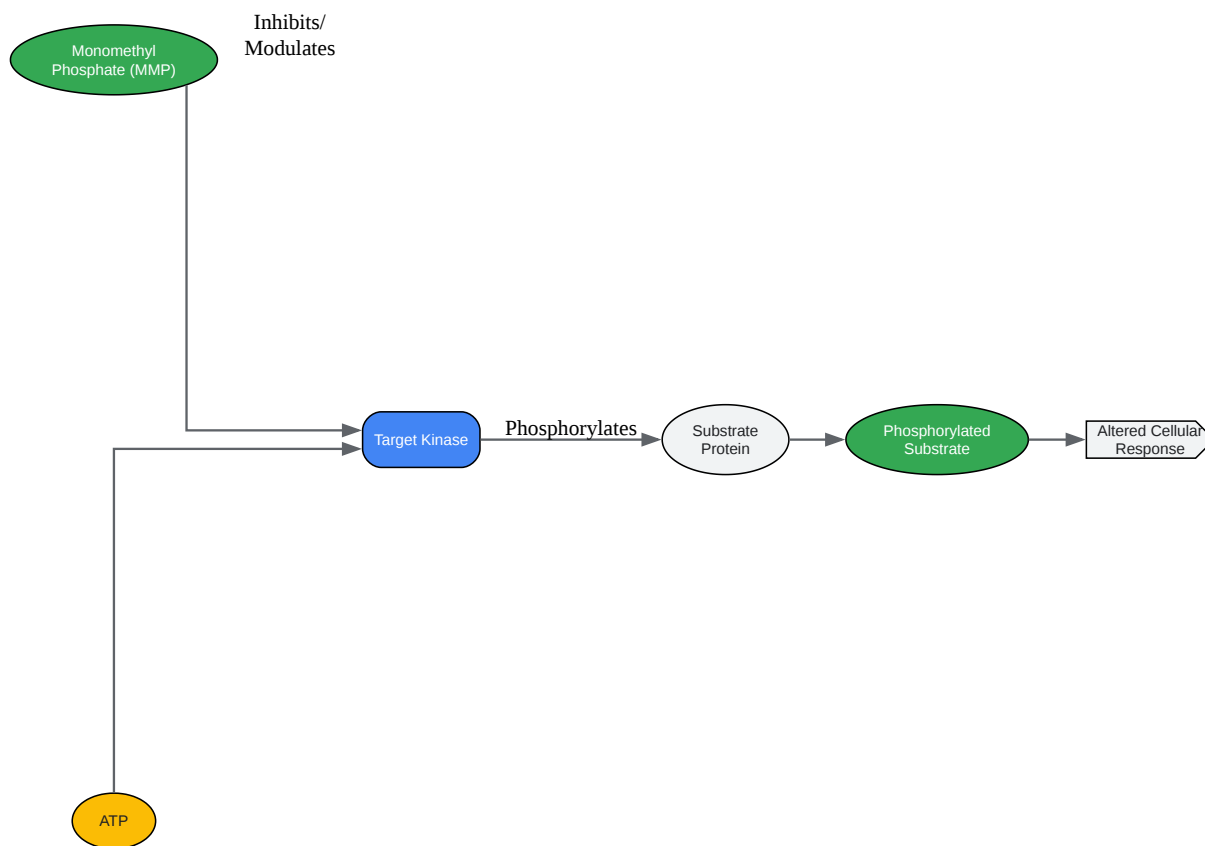 Inhibits/
Modulates
Monomethyl
Phosphate (MMP)
Target Kinase
Phosphorylates
Substrate
Protein
Phosphorylated
Substrate
Altered Cellular
Response
ATP